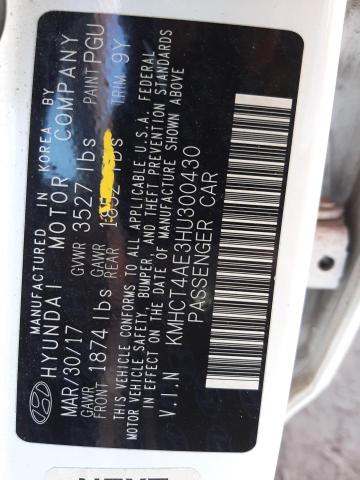 MANUFACTURED IN KOREA BY
HYUNDAI MOTOR COMPANY
MAR/30/17 GVWR 3527 lbs PAINT PGU
GAWR FRONT 1874 lbs GAWR REAR 1852 lbs TRIM 9Y
THIS VEHICLE CONFORMS TO ALL APPLICABLE U.S.A. FEDERAL
MOTOR VEHICLE SAFETY, BUMPER, AND THEFT PREVENTION STANDARDS
IN EFFECT ON THE DATE OF MANUFACTURE SHOWN ABOVE
V.I.N KMHCT4AE3HU300430
PASSENGER CAR